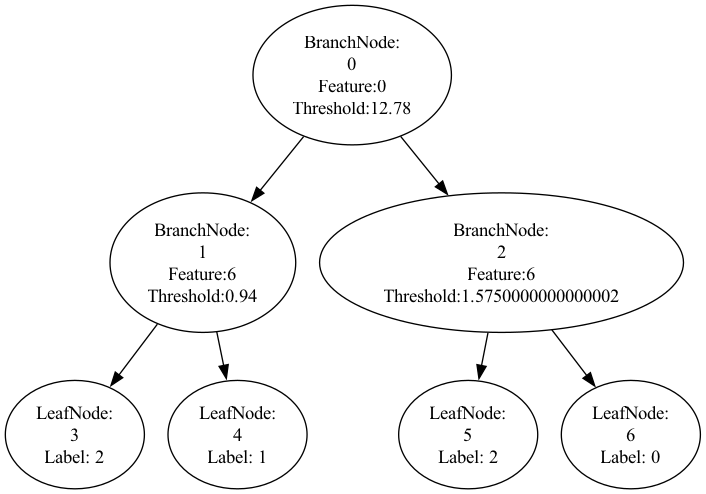 BranchNode:
0
Feature:0
Threshold:12.78
BranchNode:
1
Feature:6
Threshold:0.94
BranchNode:
2
Feature:6
Threshold:1.5750000000000002
LeafNode:
3
Label: 2
LeafNode:
4
Label: 1
LeafNode:
5
Label: 2
LeafNode:
6
Label: 0